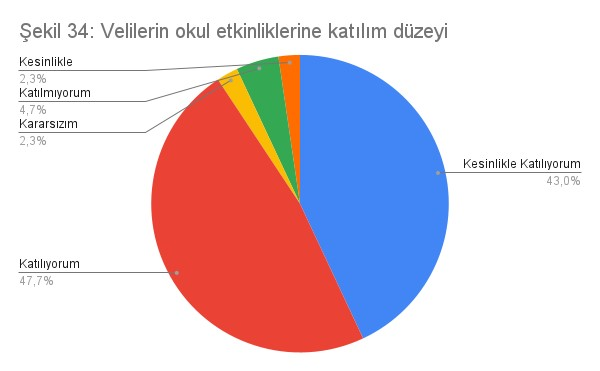 Şekil 34: Velilerin okul etkinliklerine katılım düzeyi
Kesinlikle
2,3%
Katılmıyorum
4,7%
Kararsızım
2,3%
Kesinlikle Katılıyorum
43,0%
Katılıyorum
47,7%